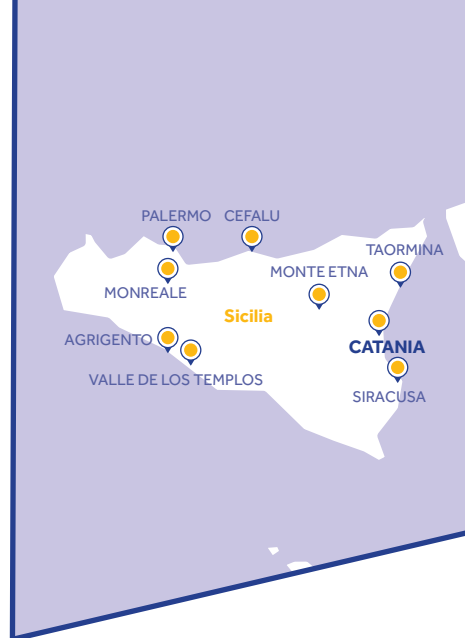 PALERMO
CEFALU
TAORMINA
MONTE ETNA
MONREALE
Sicilia
AGRIGENTO
CATANIA
VALLE DE LOS TEMPLOS
SIRACUSA